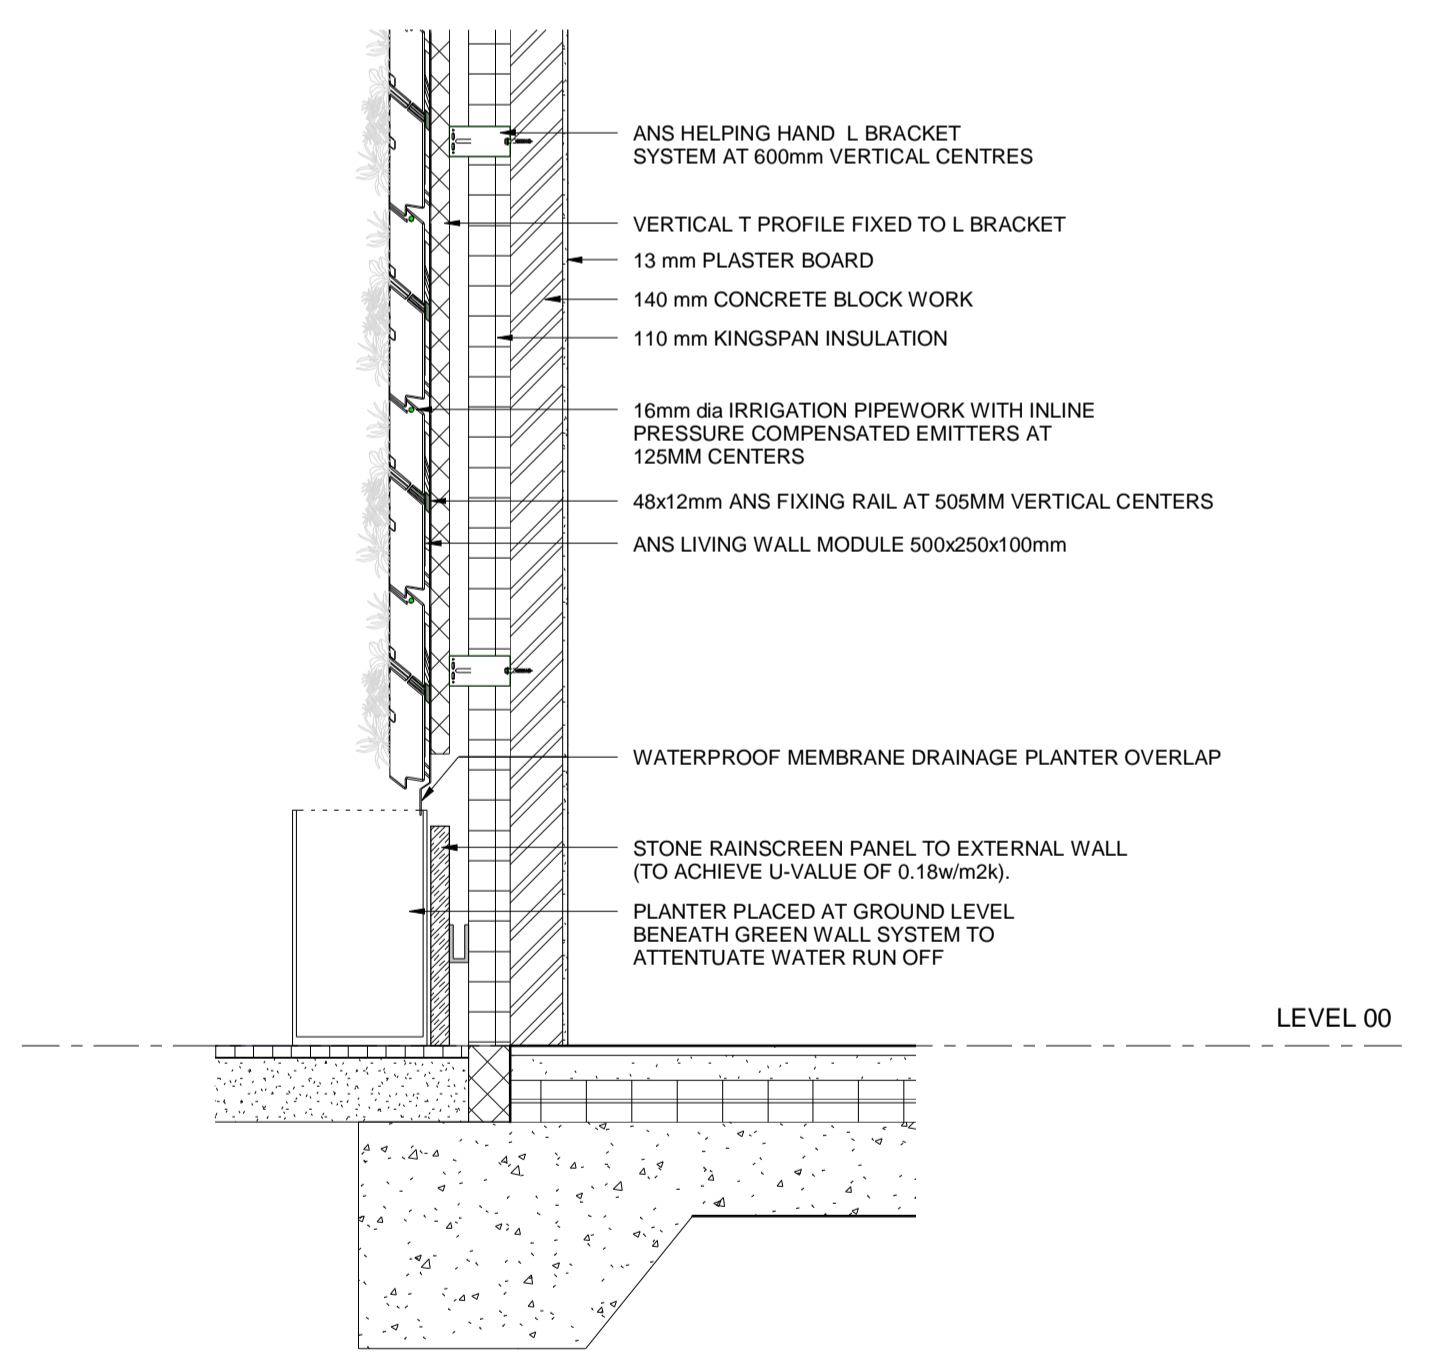 ANS HELPING HAND L BRACKET
SYSTEM AT 600mm VERTICAL CENTRES
VERTICAL T PROFILE FIXED TO L BRACKET
13 mm PLASTER BOARD
140 mm CONCRETE BLOCK WORK
110 mm KINGSPAN INSULATION
16mm dia IRRIGATION PIPEWORK WITH INLINE
PRESSURE COMPENSATED EMITTERS AT
125MM CENTERS
48x12mm ANS FIXING RAIL AT 505MM VERTICAL CENTERS
ANS LIVING WALL MODULE 500x250x100mm
WATERPROOF MEMBRANE DRAINAGE PLANTER OVERLAP
STONE RAINSCREEN PANEL TO EXTERNAL WALL
(TO ACHIEVE U-VALUE OF 0.18w/m2k).
PLANTER PLACED AT GROUND LEVEL
BENEATH GREEN WALL SYSTEM TO
ATTENTUATE WATER RUN OFF
LEVEL 00